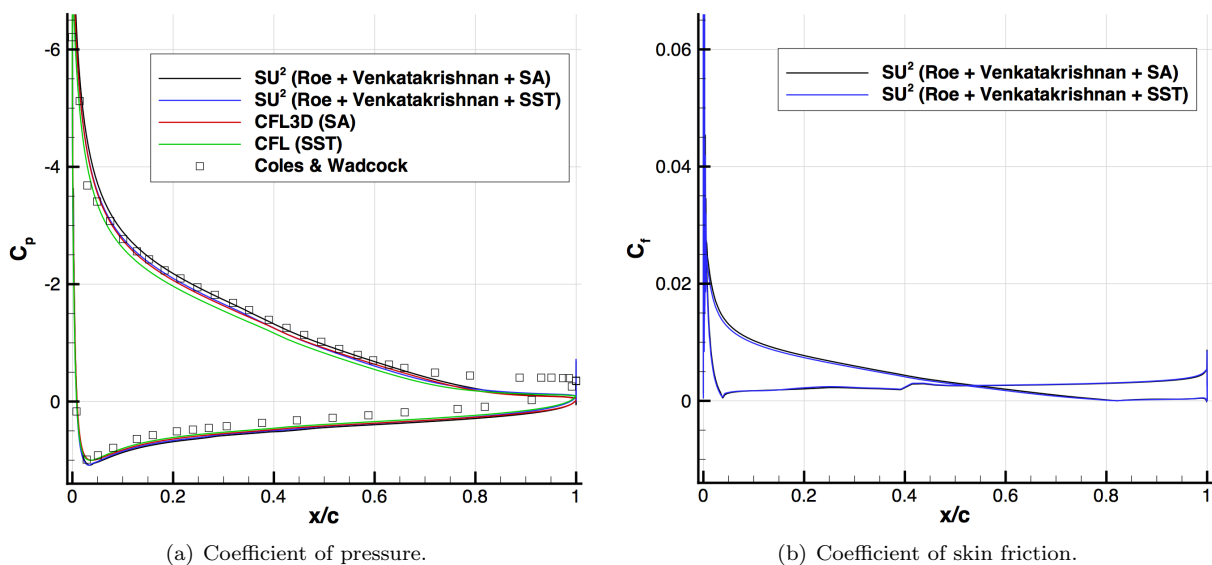 -6
-4
-2
0
C_p
SU² (Roe + Venkatakrishnan + SA)
SU² (Roe + Venkatakrishnan + SST)
CFL3D (SA)
CFL (SST)
Coles & Wadcock
0 0.2 0.4 0.6 0.8 1
x/c
(a) Coefficient of pressure.
0.06
0.04
0.02
0
C_f
SU² (Roe + Venkatakrishnan + SA)
SU² (Roe + Venkatakrishnan + SST)
0 0.2 0.4 0.6 0.8 1
x/c
(b) Coefficient of skin friction.